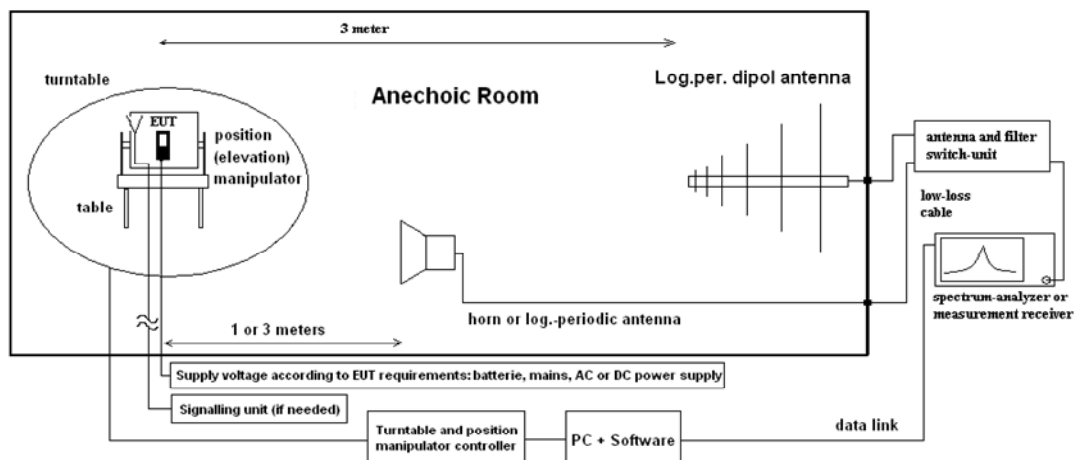 3 meter
turntable
Log.per. dipol antenna
Anechoic Room
EUT
position
(elevation)
manipulator
table
antenna and filter
switch-unit
low-loss
cable
spectrum-analyzer or
measurement receiver
horn or log.-periodic antenna
1 or 3 meters
Supply voltage according to EUT requirements: batterie, mains, AC or DC power supply
Signalling unit (if needed)
Turntable and position
manipulator controller
PC + Software
data link